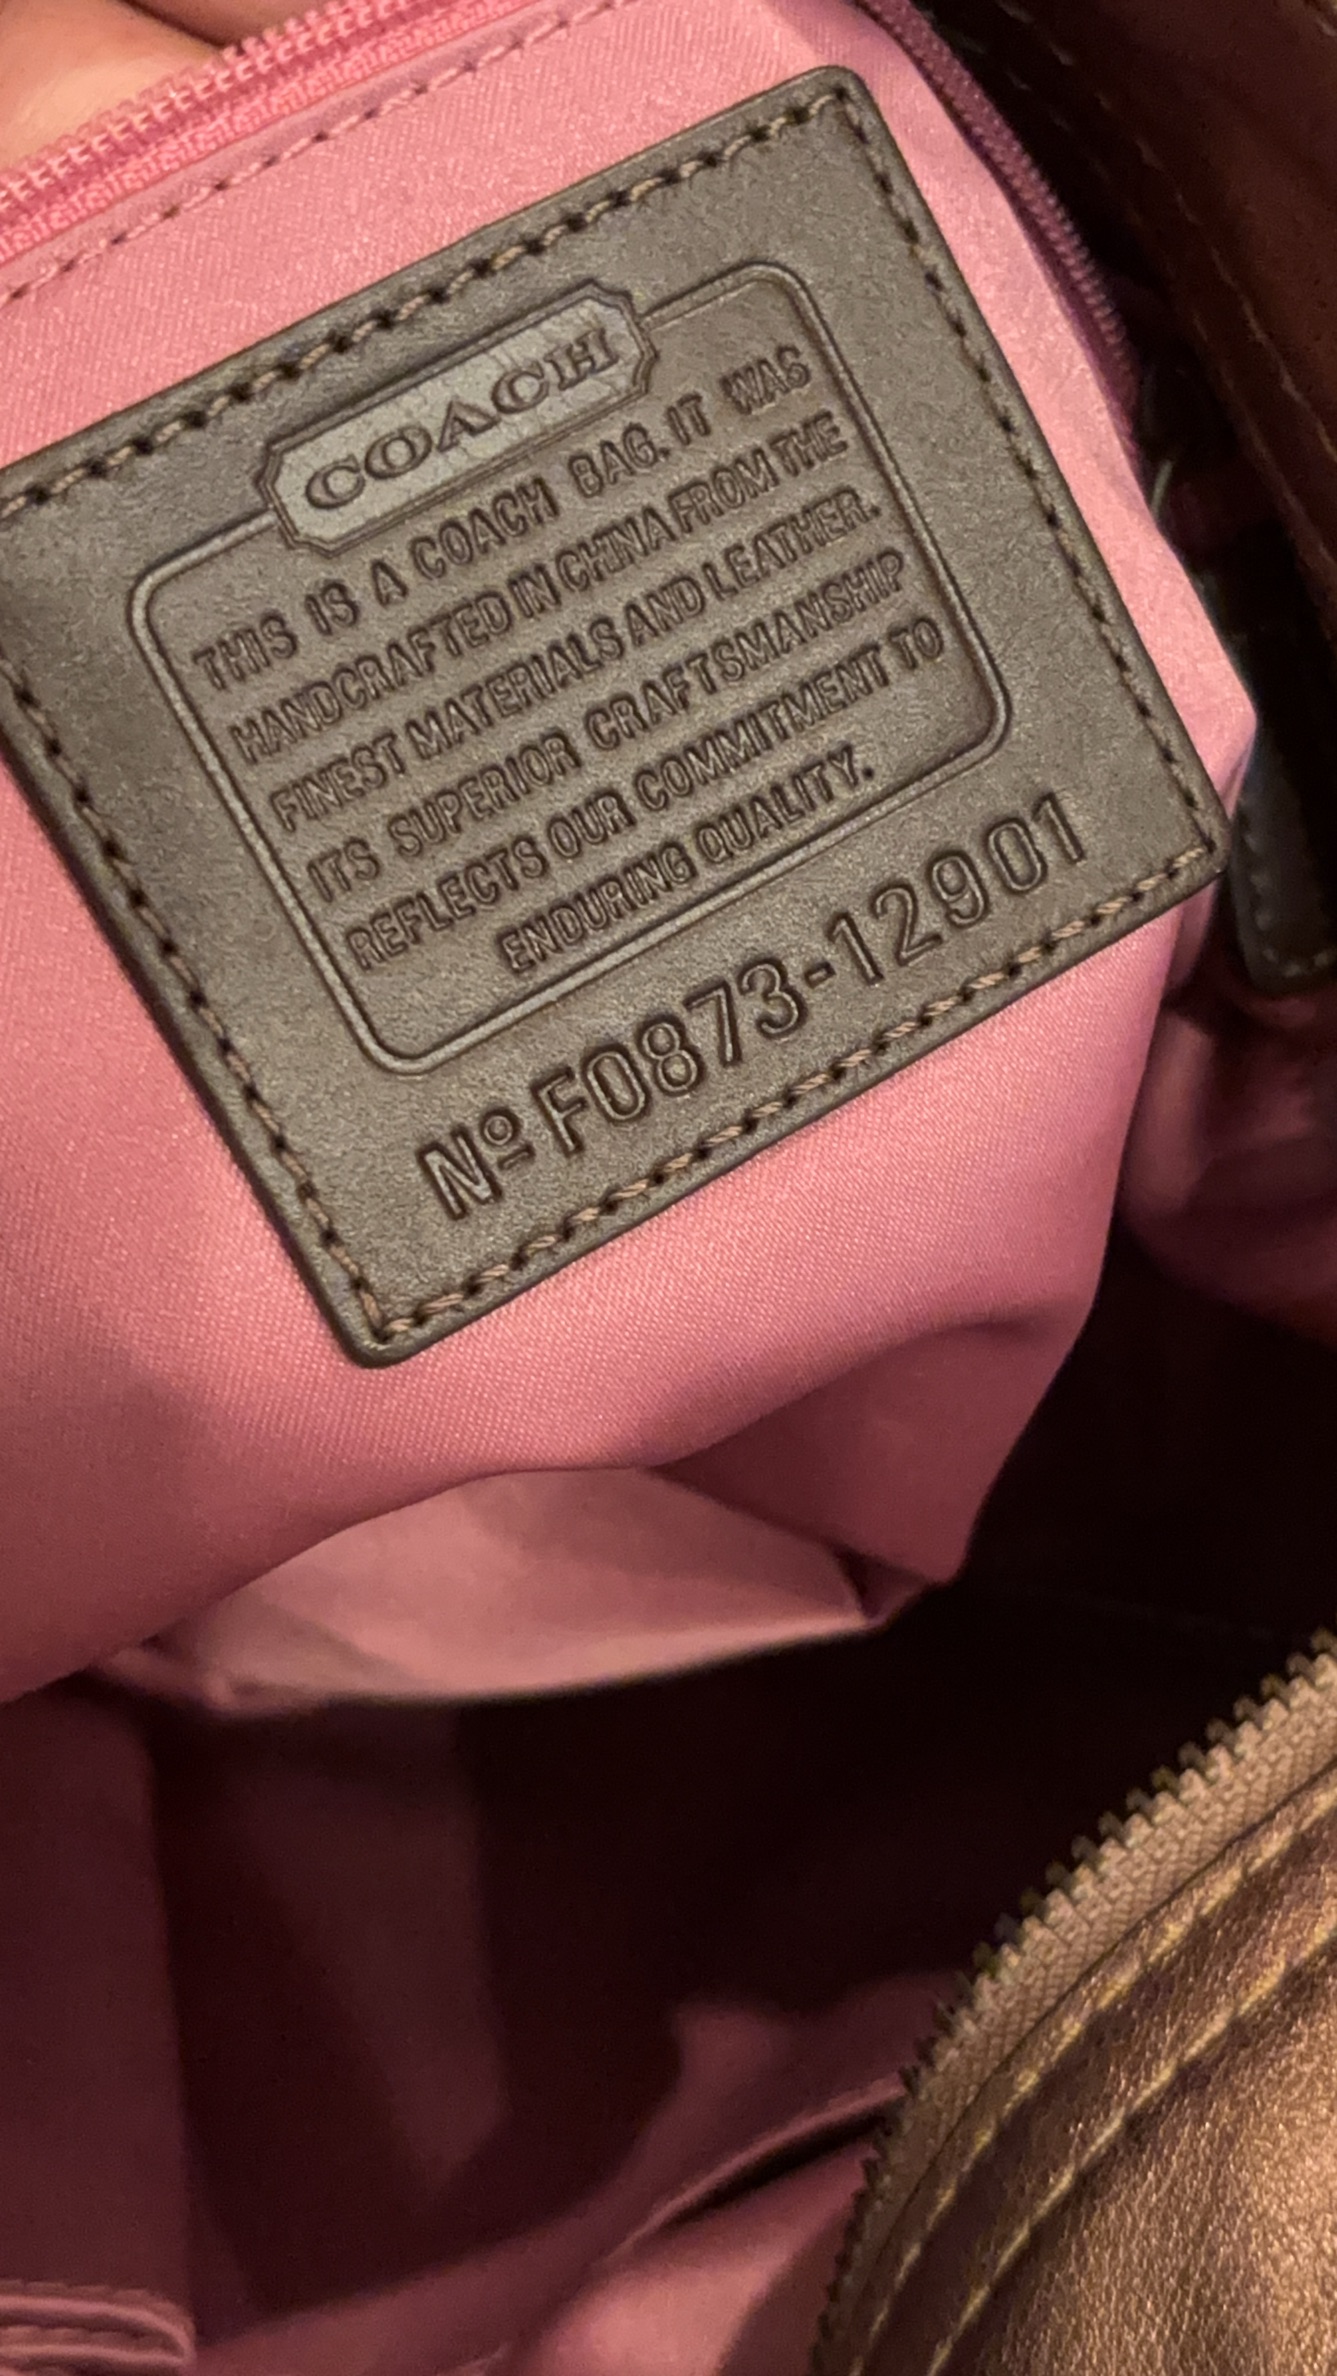 COACH
THIS IS A COACH BAG. IT WAS
HANDCRAFTED IN CHINA FROM THE
FINEST MATERIALS AND LEATHER.
ITS SUPERIOR CRAFTSMANSHIP
REFLECTS OUR COMMITMENT TO
ENDURING QUALITY.
Nº F0873-12901